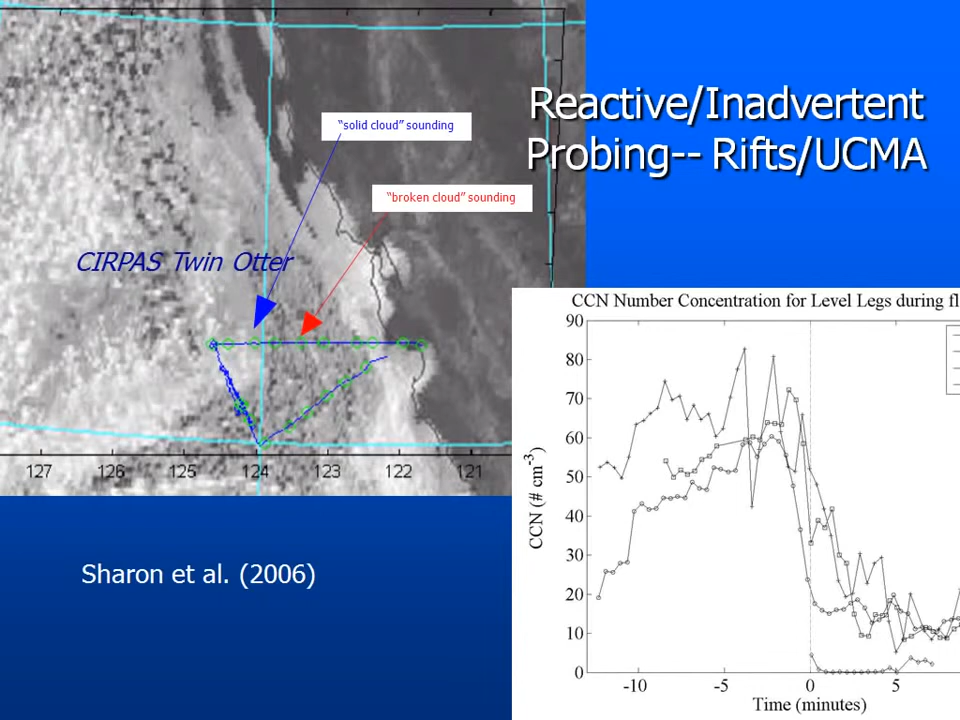 Reactive/Inadvertent
Probing-- Rifts/UCMA
"solid cloud" sounding
"broken cloud" sounding
CIRPAS Twin Otter
127 126 125 124 123 122 121
Sharon et al. (2006)
CCN Number Concentration for Level Legs during fl
90
80
70
60
50
40
30
20
10
0
CCN (# cm-3)
-10 -5 0 5
Time (minutes)